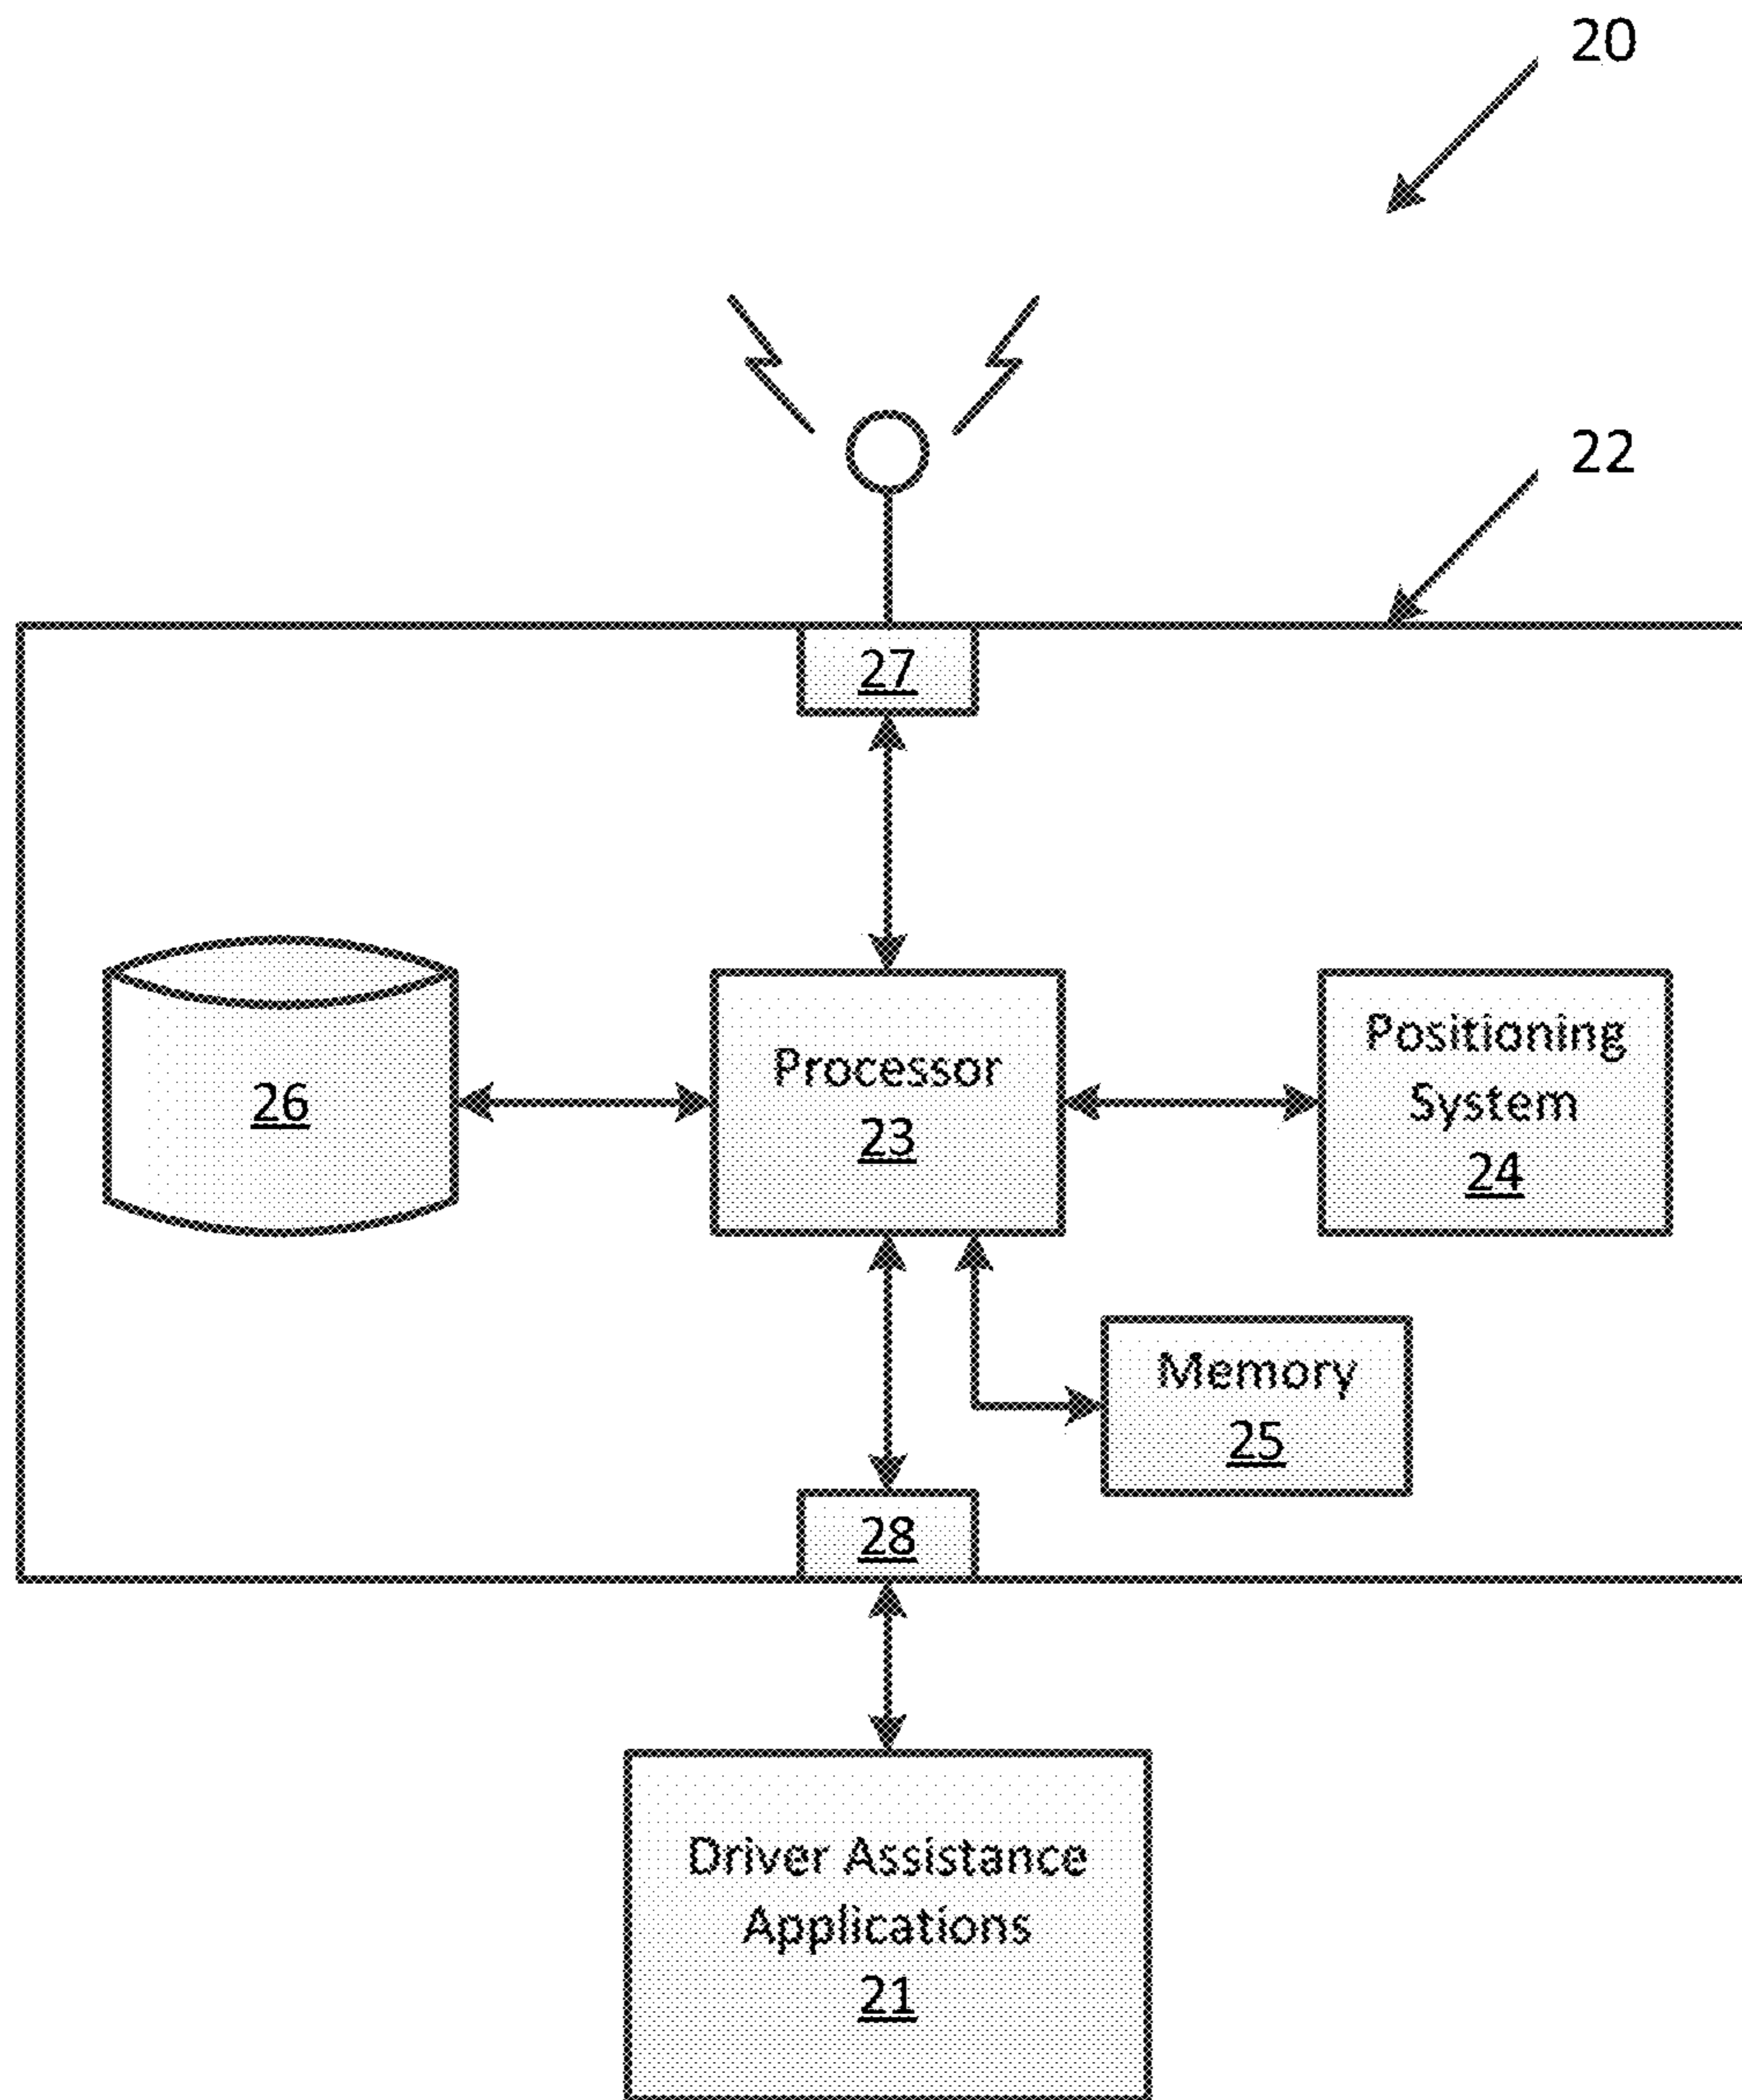 20
22
27
26
Processor
23
Positioning
System
24
Memory
25
28
Driver Assistance
Applications
21